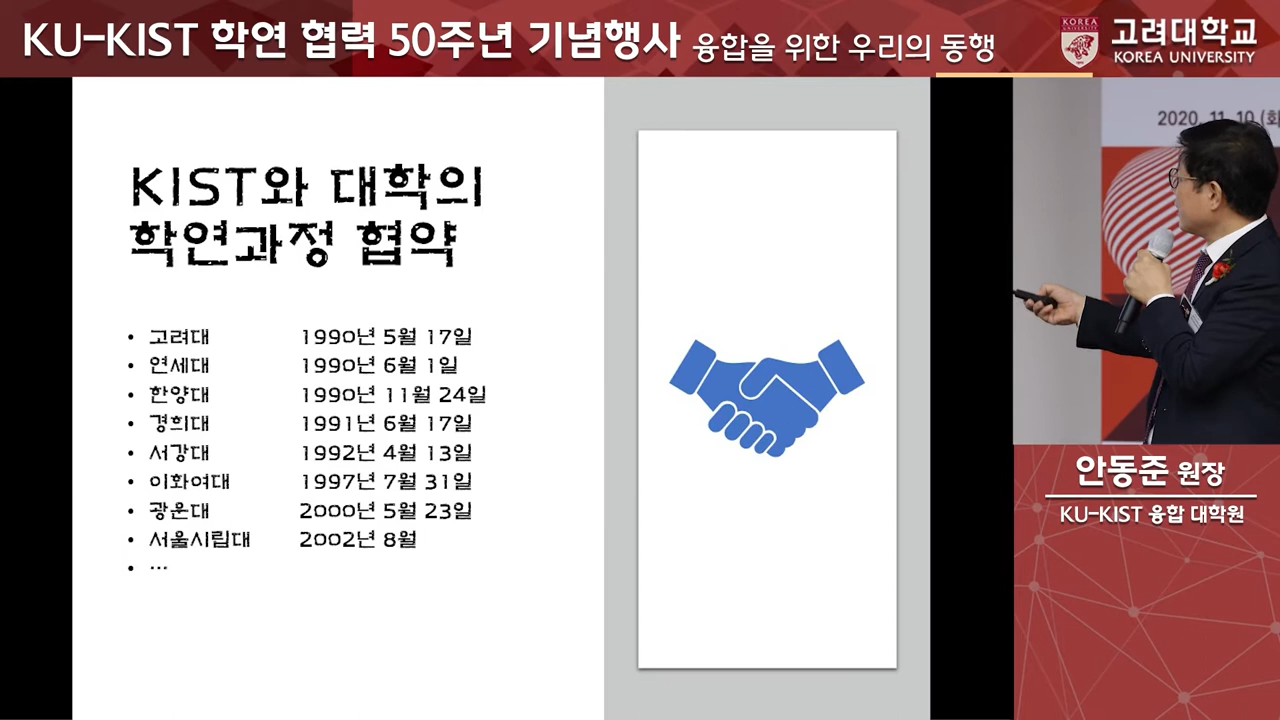 KU-KIST 학연 협력 50주년 기념행사 융합을 위한 우리의 동행
KOREA
UNIVERSITY
고려대학교
KOREA UNIVERSITY
2020. 11. 10 (화
KIST와 대학의
학연과정 협약
• 고려대 1990년 5월 17일
• 연세대 1990년 6월 1일
• 한양대 1990년 11월 24일
• 경희대 1991년 6월 17일
• 서강대 1992년 4월 13일
• 이화여대 1997년 7월 31일
• 광운대 2000년 5월 23일
• 서울시립대 2002년 8월
• ...
안동준 원장
KU-KIST 융합 대학원